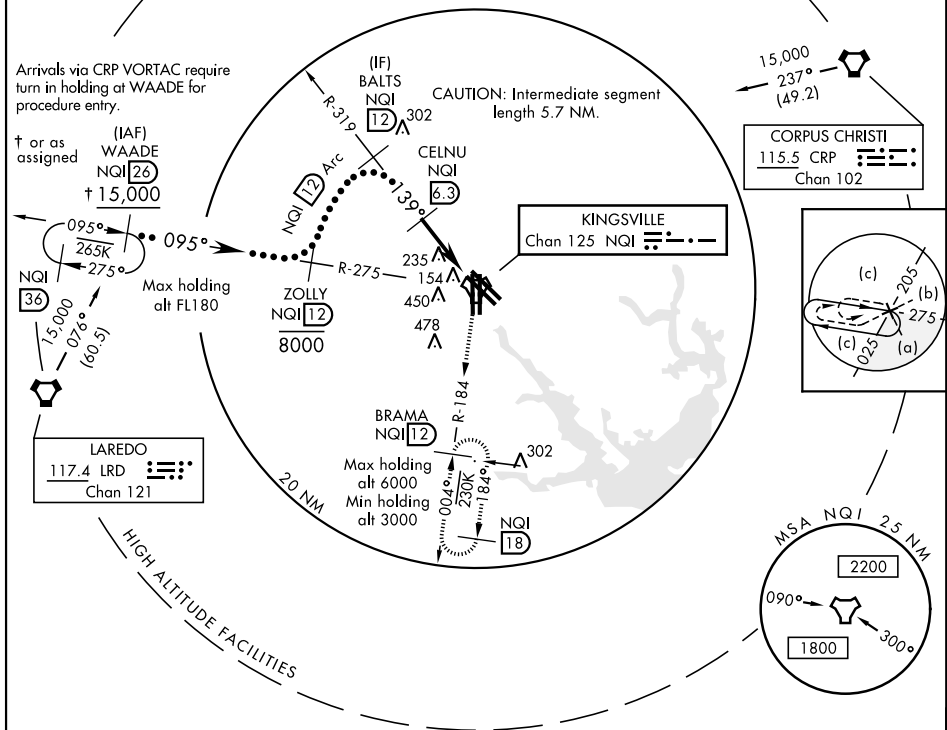 Arrivals via CRP VORTAC require
turn in holding at WAADE for
procedure entry.
† or as
assigned
(IAF)
WAADE
NQI 26
† 15,000
095°
265K
275°
NQI
36
15,000
076°
(60.5)
Max holding
alt FL180
095°
LAREDO
117.4 LRD
Chan 121
(IF)
BALTS
NQI
12
302
R-319
NQI 12 Arc
139°
CAUTION: Intermediate segment
length 5.7 NM.
CELNU
NQI
6.3
KINGSVILLE
Chan 125 NQI
R-275
ZOLLY
NQI 12
8000
235
154
450
478
R-184
BRAMA
NQI 12
Max holding
alt 6000
Min holding
alt 3000
004°
230K
184°
302
NQI
18
20 NM
HIGH ALTITUDE FACILITIES
15,000
237°
(49.2)
CORPUS CHRISTI
115.5 CRP
Chan 102
(c)
205
(b)
275
(a)
(c)
025
MSA NQI 25 NM
2200
090°
1800
300°